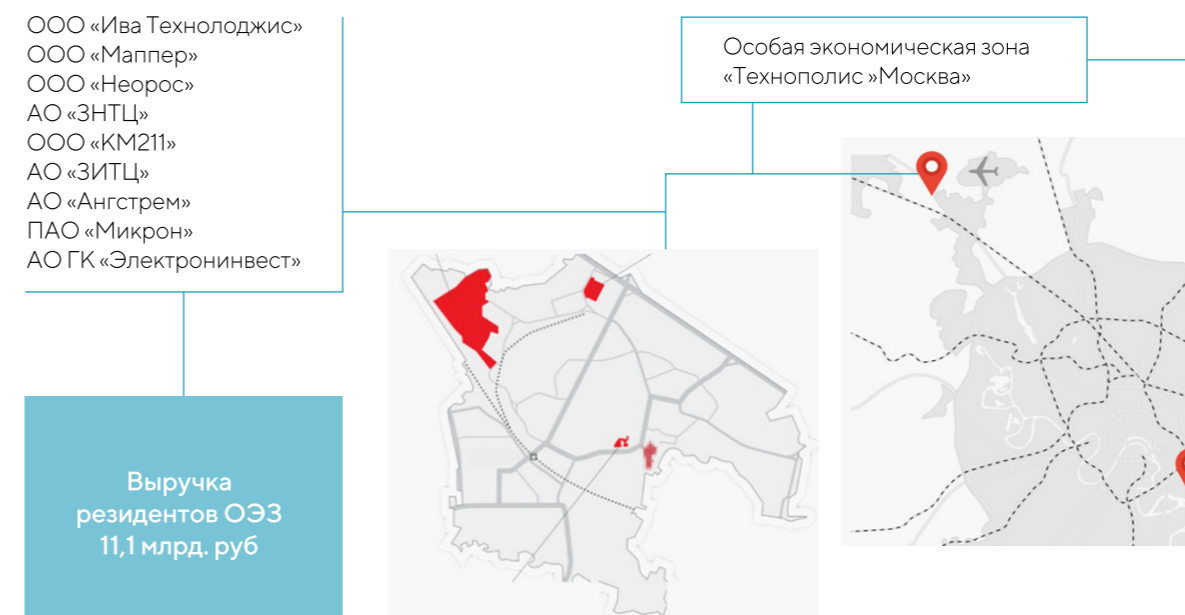 ООО «Ива Технолоджис»
ООО «Маппер»
ООО «Неорос»
АО «ЗНТЦ»
ООО «КМ211»
АО «ЗИТЦ»
АО «Ангстрем»
ПАО «Микрон»
АО ГК «Электронинвест»
Выручка
резидентов ОЭЗ
11,1 млрд. руб
Особая экономическая зона
«Технополис »Москва»